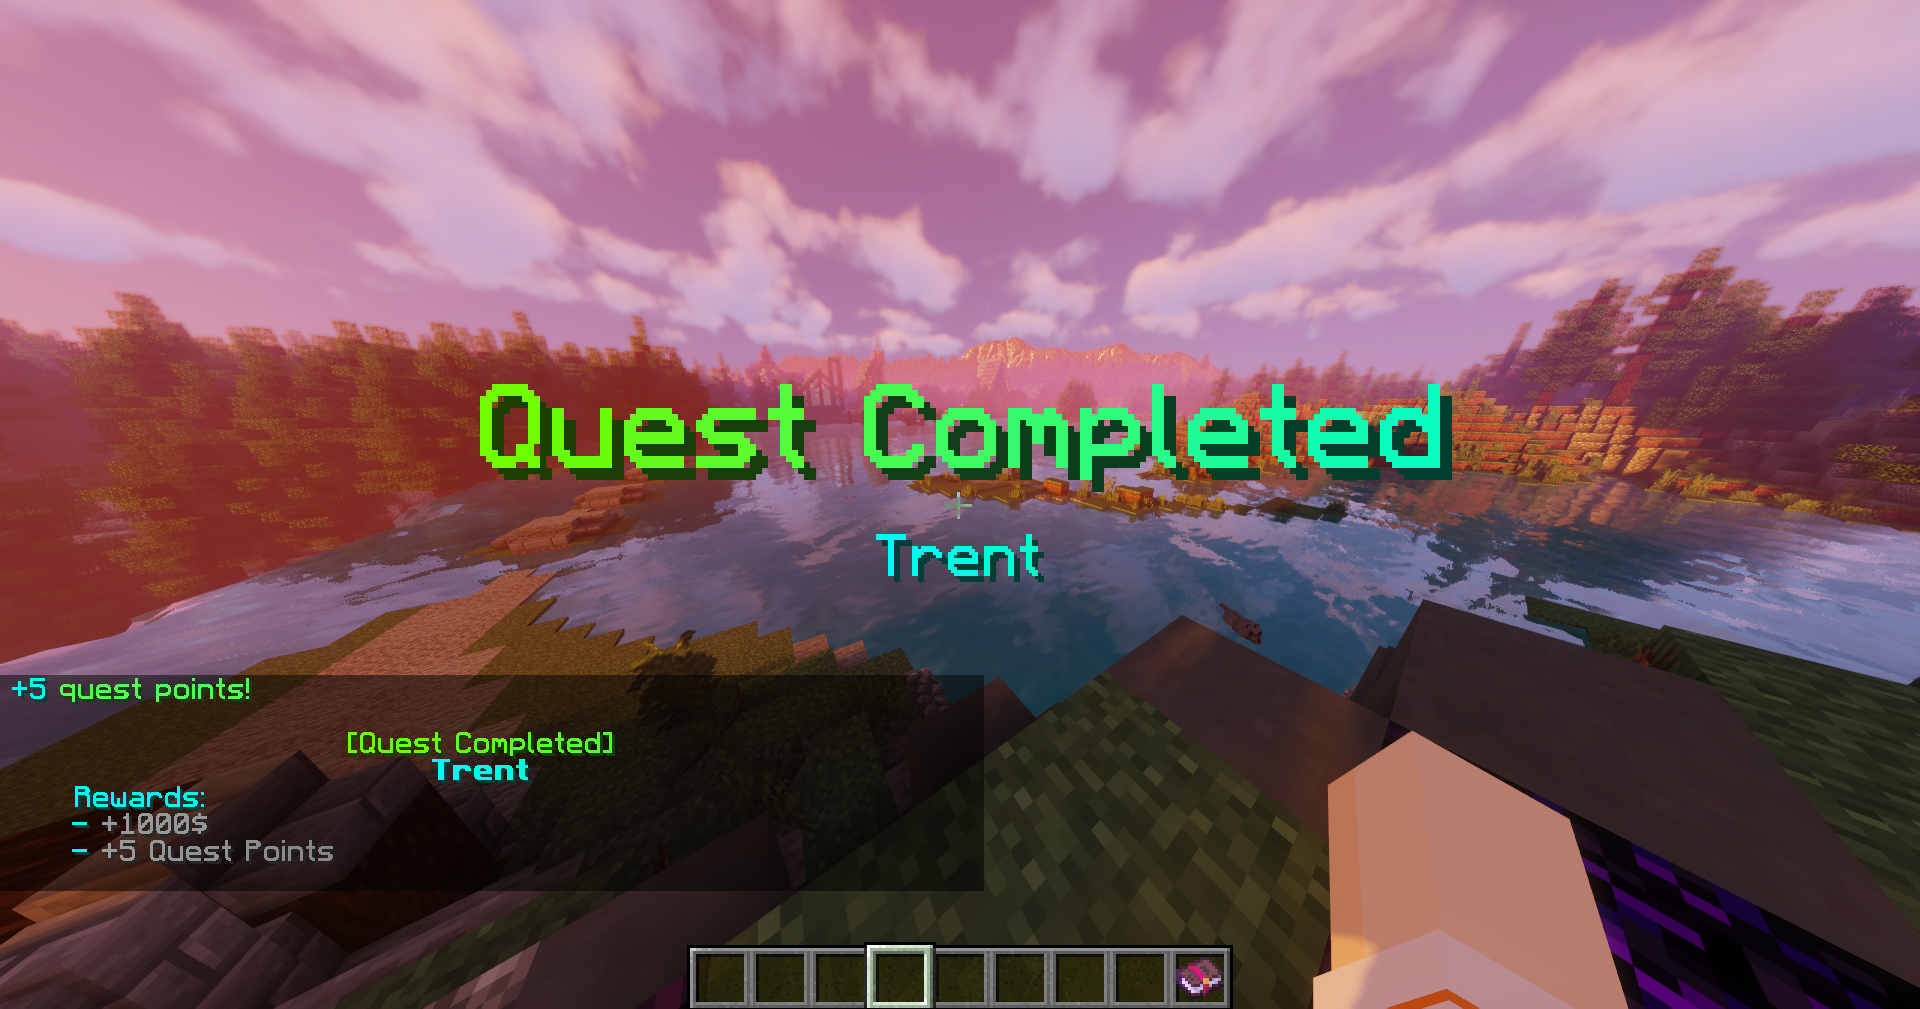 Quest Completed
Trent
+5 quest points!
[Quest Completed]
Trent
Rewards:
- +1000$
- +5 Quest Points